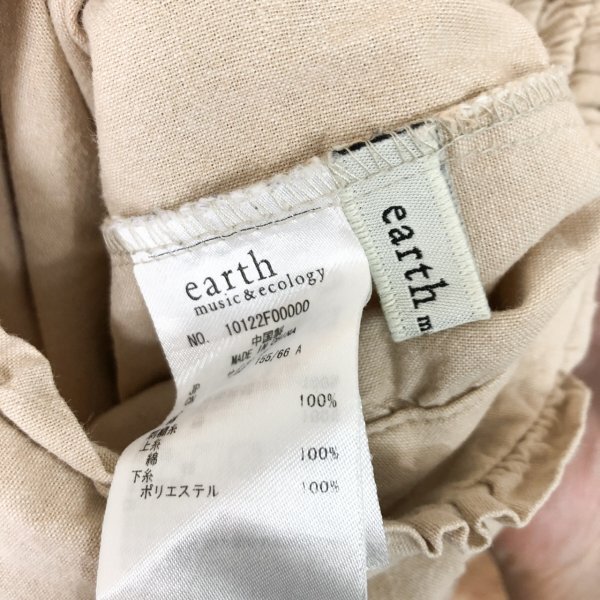 earth
music & ecology
NO. 10122F00000
中国製
MADE IN CHINA
155/66 A
100%
上糸
綿 100%
下糸
ポリエステル 100%
earth
m